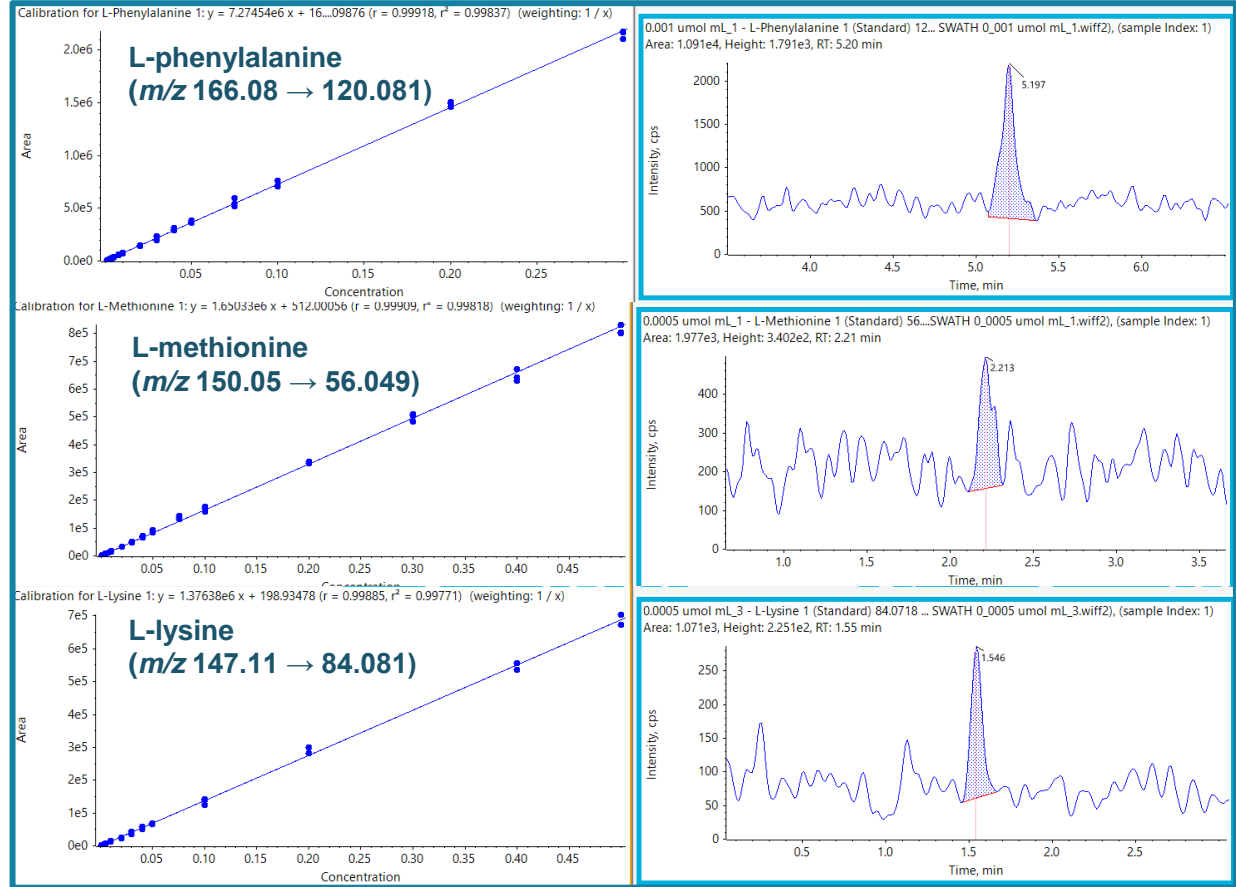 Calibration for L-Phenylalanine 1: y = 7.27454e6 x + 16....09876 (r = 0.99918, r² = 0.99837) (weighting: 1 / x)
L-phenylalanine
(m/z 166.08 → 120.081)
2.0e6
1.5e6
1.0e6
5.0e5
0.0e0
Area
0.05
0.10
0.20
0.25
Concentration
0.001 umol mL_1 - L-Phenylalanine 1 (Standard) 12... SWATH 0_001 umol mL_1.wiff2), (sample Index: 1)
Area: 1.091e4, Height: 1.791e3, RT: 5.20 min
5.197
2000
1500
1000
500
0
Intensity, cps
4.0
4.5
5.0
5.5
6.0
Time, min
Calibration for L-Methionine 1: y = 1.65033e6 x + 512.00056 (r = 0.99909, r² = 0.99818) (weighting: 1 / x)
L-methionine
(m/z 150.05 → 56.049)
8e5
7e5
6e5
5e5
4e5
3e5
2e5
1e5
0e0
Area
0.05
0.10
0.20
0.30
0.40
0.45
Concentration
0.0005 umol mL_1 - L-Methionine 1 (Standard) 56....SWATH 0_0005 umol mL_1.wiff2), (sample Index: 1)
Area: 1.977e3, Height: 3.402e2, RT: 2.21 min
2.213
400
300
200
100
0
Intensity, cps
1.0
1.5
2.0
2.5
3.0
3.5
Time, min
Calibration for L-Lysine 1: y = 1.37638e6 x + 198.93478 (r = 0.99885, r² = 0.99771) (weighting: 1 / x)
L-lysine
(m/z 147.11 → 84.081)
7e5
6e5
5e5
4e5
3e5
2e5
1e5
0e0
Area
0.05
0.10
0.20
0.30
0.40
0.45
Concentration
0.0005 umol mL_3 - L-Lysine 1 (Standard) 84.0718 ... SWATH 0_0005 umol mL_3.wiff2), (sample Index: 1)
Area: 1.071e3, Height: 2.251e2, RT: 1.55 min
1.546
250
200
150
100
50
0
Intensity, cps
0.5
1.0
1.5
2.0
2.5
Time, min